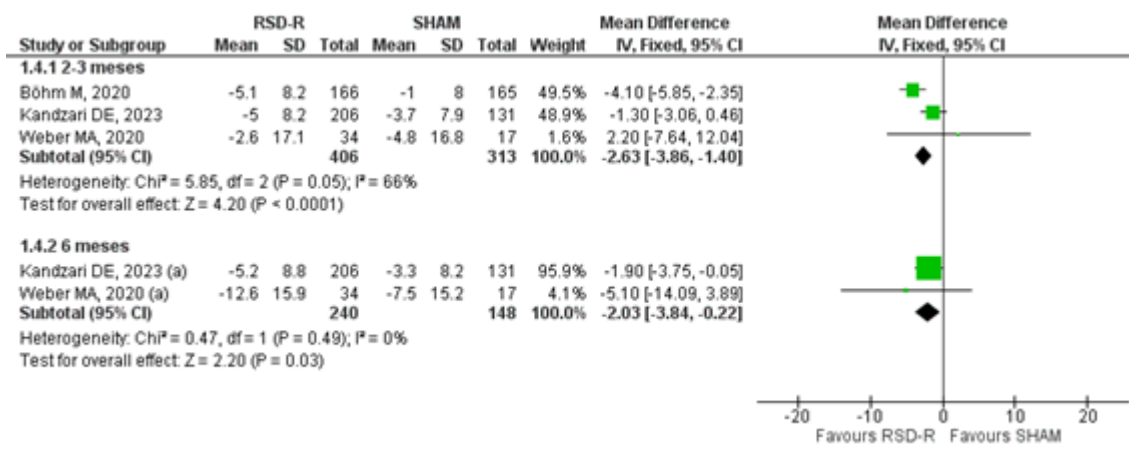 RSD-R SHAM Mean Difference Mean Difference
Study or Subgroup Mean SD Total Mean SD Total Weight IV, Fixed, 95% CI IV, Fixed, 95% CI
1.4.1 2-3 meses
Böhm M, 2020 -5.1 8.2 166 -1 8 165 49.5% -4.10 [-5.85, -2.35]
Kandzari DE, 2023 -5 8.2 206 -3.7 7.9 131 48.9% -1.30 [-3.06, 0.46]
Weber MA, 2020 -2.6 17.1 34 -4.8 16.8 17 1.6% 2.20 [-7.64, 12.04]
Subtotal (95% CI) 406 313 100.0% -2.63 [-3.86, -1.40]
Heterogeneity: Chi² = 5.85, df = 2 (P = 0.05); I² = 66%
Test for overall effect: Z = 4.20 (P < 0.0001)
1.4.2 6 meses
Kandzari DE, 2023 (a) -5.2 8.8 206 -3.3 8.2 131 95.9% -1.90 [-3.75, -0.05]
Weber MA, 2020 (a) -12.6 15.9 34 -7.5 15.2 17 4.1% -5.10 [-14.09, 3.89]
Subtotal (95% CI) 240 148 100.0% -2.03 [-3.84, -0.22]
Heterogeneity: Chi² = 0.47, df = 1 (P = 0.49); I² = 0%
Test for overall effect: Z = 2.20 (P = 0.03)
-20 -10 0 10 20
Favours RSD-R Favours SHAM